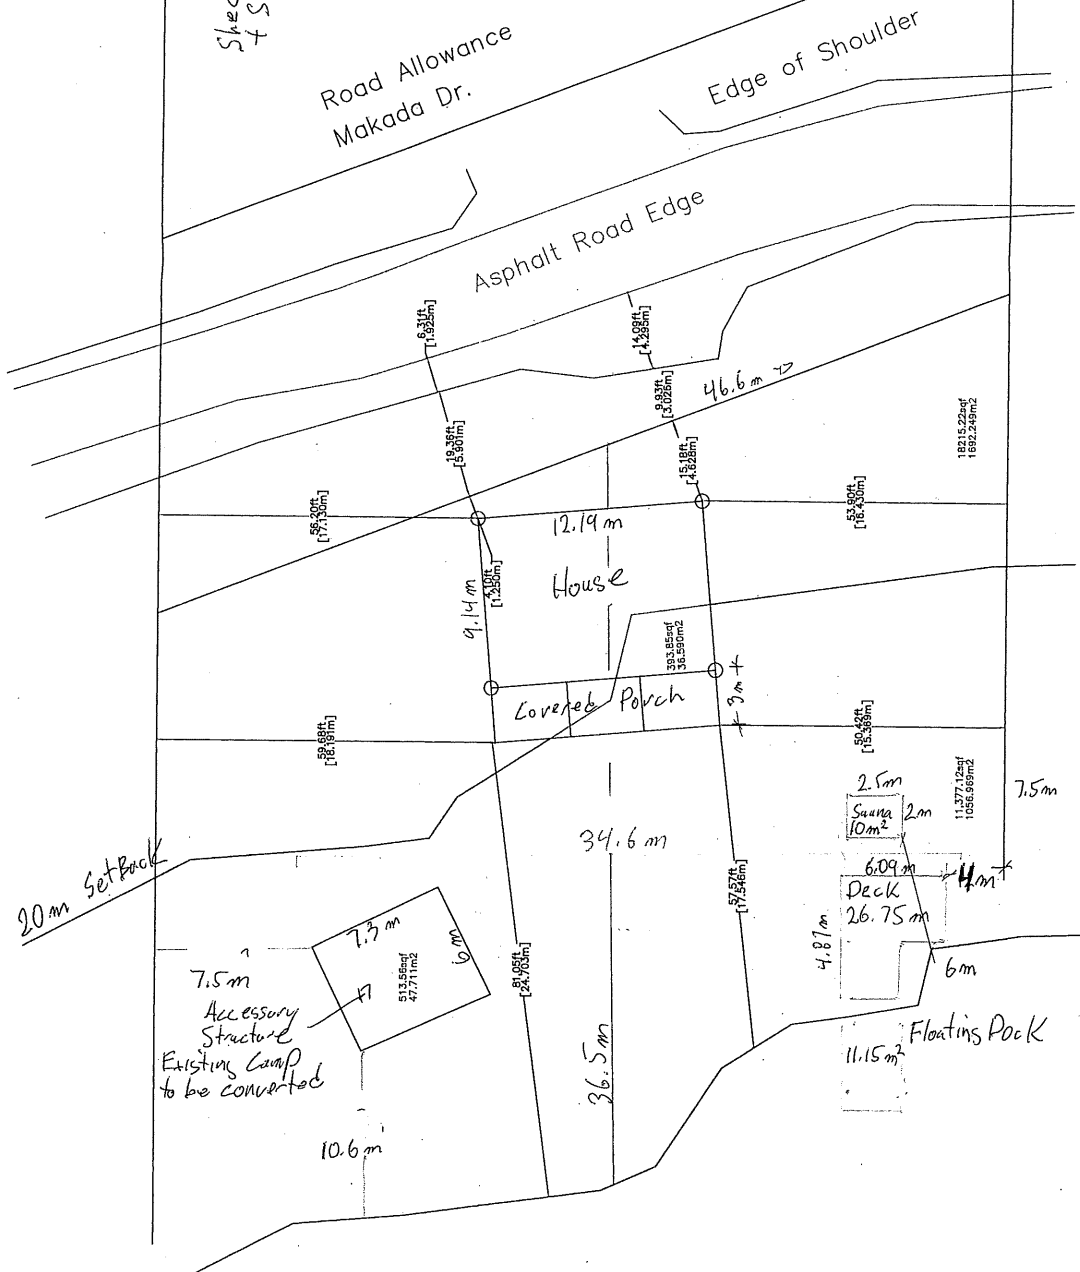 Shed
+ S
Road Allowance
Makada Dr.
Edge of Shoulder
Asphalt Road Edge
6.31ft
[1.925m]
14.09ft
[4.295m]
9.93ft
[3.026m]
46.6m
19.36ft
[5.901m]
15.18ft
[4.628m]
18215.22sqf
1692.249m2
56.20ft
[17.130m]
53.90ft
[16.430m]
12.19m
4.10ft
[1.250m]
House
9.14m
393.85sqf
36.590m2
Covered Porch
3m
59.68ft
[18.191m]
50.42ft
[15.369m]
11,377.12sqf
1056.969m2
7.5m
2.5m
Sauna
10m²
2m
34.6m
20m SetBack
57.57ft
[17.546m]
6.09m
4m
Deck
26.75m
4.87m
7.3m
6m
513.56sqf
47.711m2
81.05ft
[24.703m]
7.5m
6m
Accessory
Structure
Existing Camp
to be converted
Floating Dock
11.15m²
36.5m
10.6m